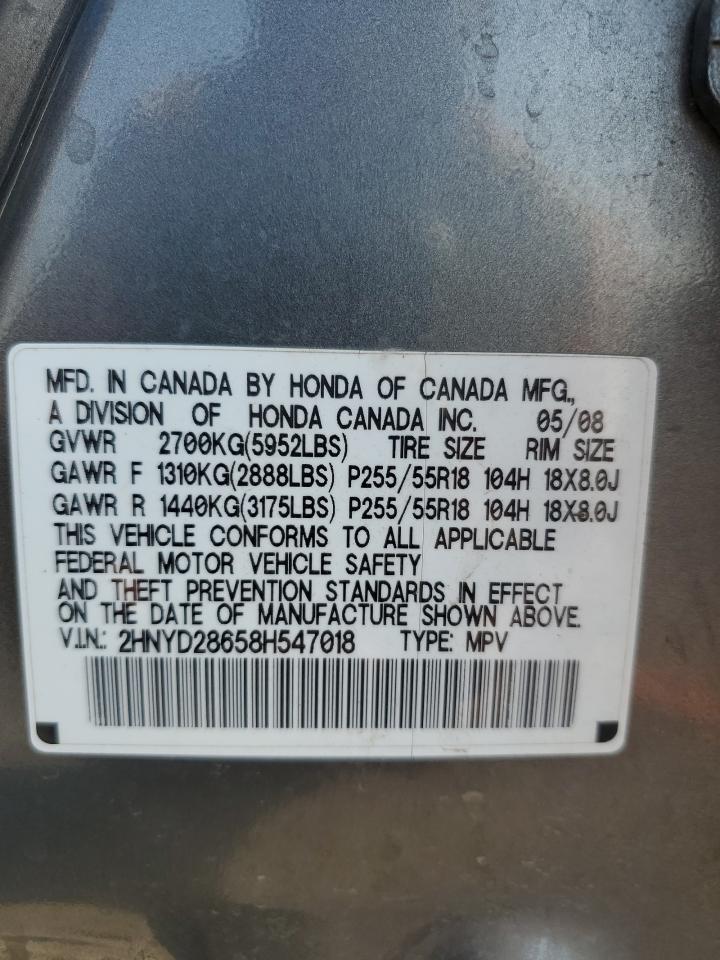 MFD. IN CANADA BY HONDA OF CANADA MFG.,
A DIVISION OF HONDA CANADA INC. 05/08
GVWR 2700KG(5952LBS) TIRE SIZE RIM SIZE
GAWR F 1310KG(2888LBS) P255/55R18 104H 18X8.0J
GAWR R 1440KG(3175LBS) P255/55R18 104H 18X8.0J
THIS VEHICLE CONFORMS TO ALL APPLICABLE
FEDERAL MOTOR VEHICLE SAFETY
AND THEFT PREVENTION STANDARDS IN EFFECT
ON THE DATE OF MANUFACTURE SHOWN ABOVE.
V.I.N.: 2HNYD28658H547018 TYPE: MPV